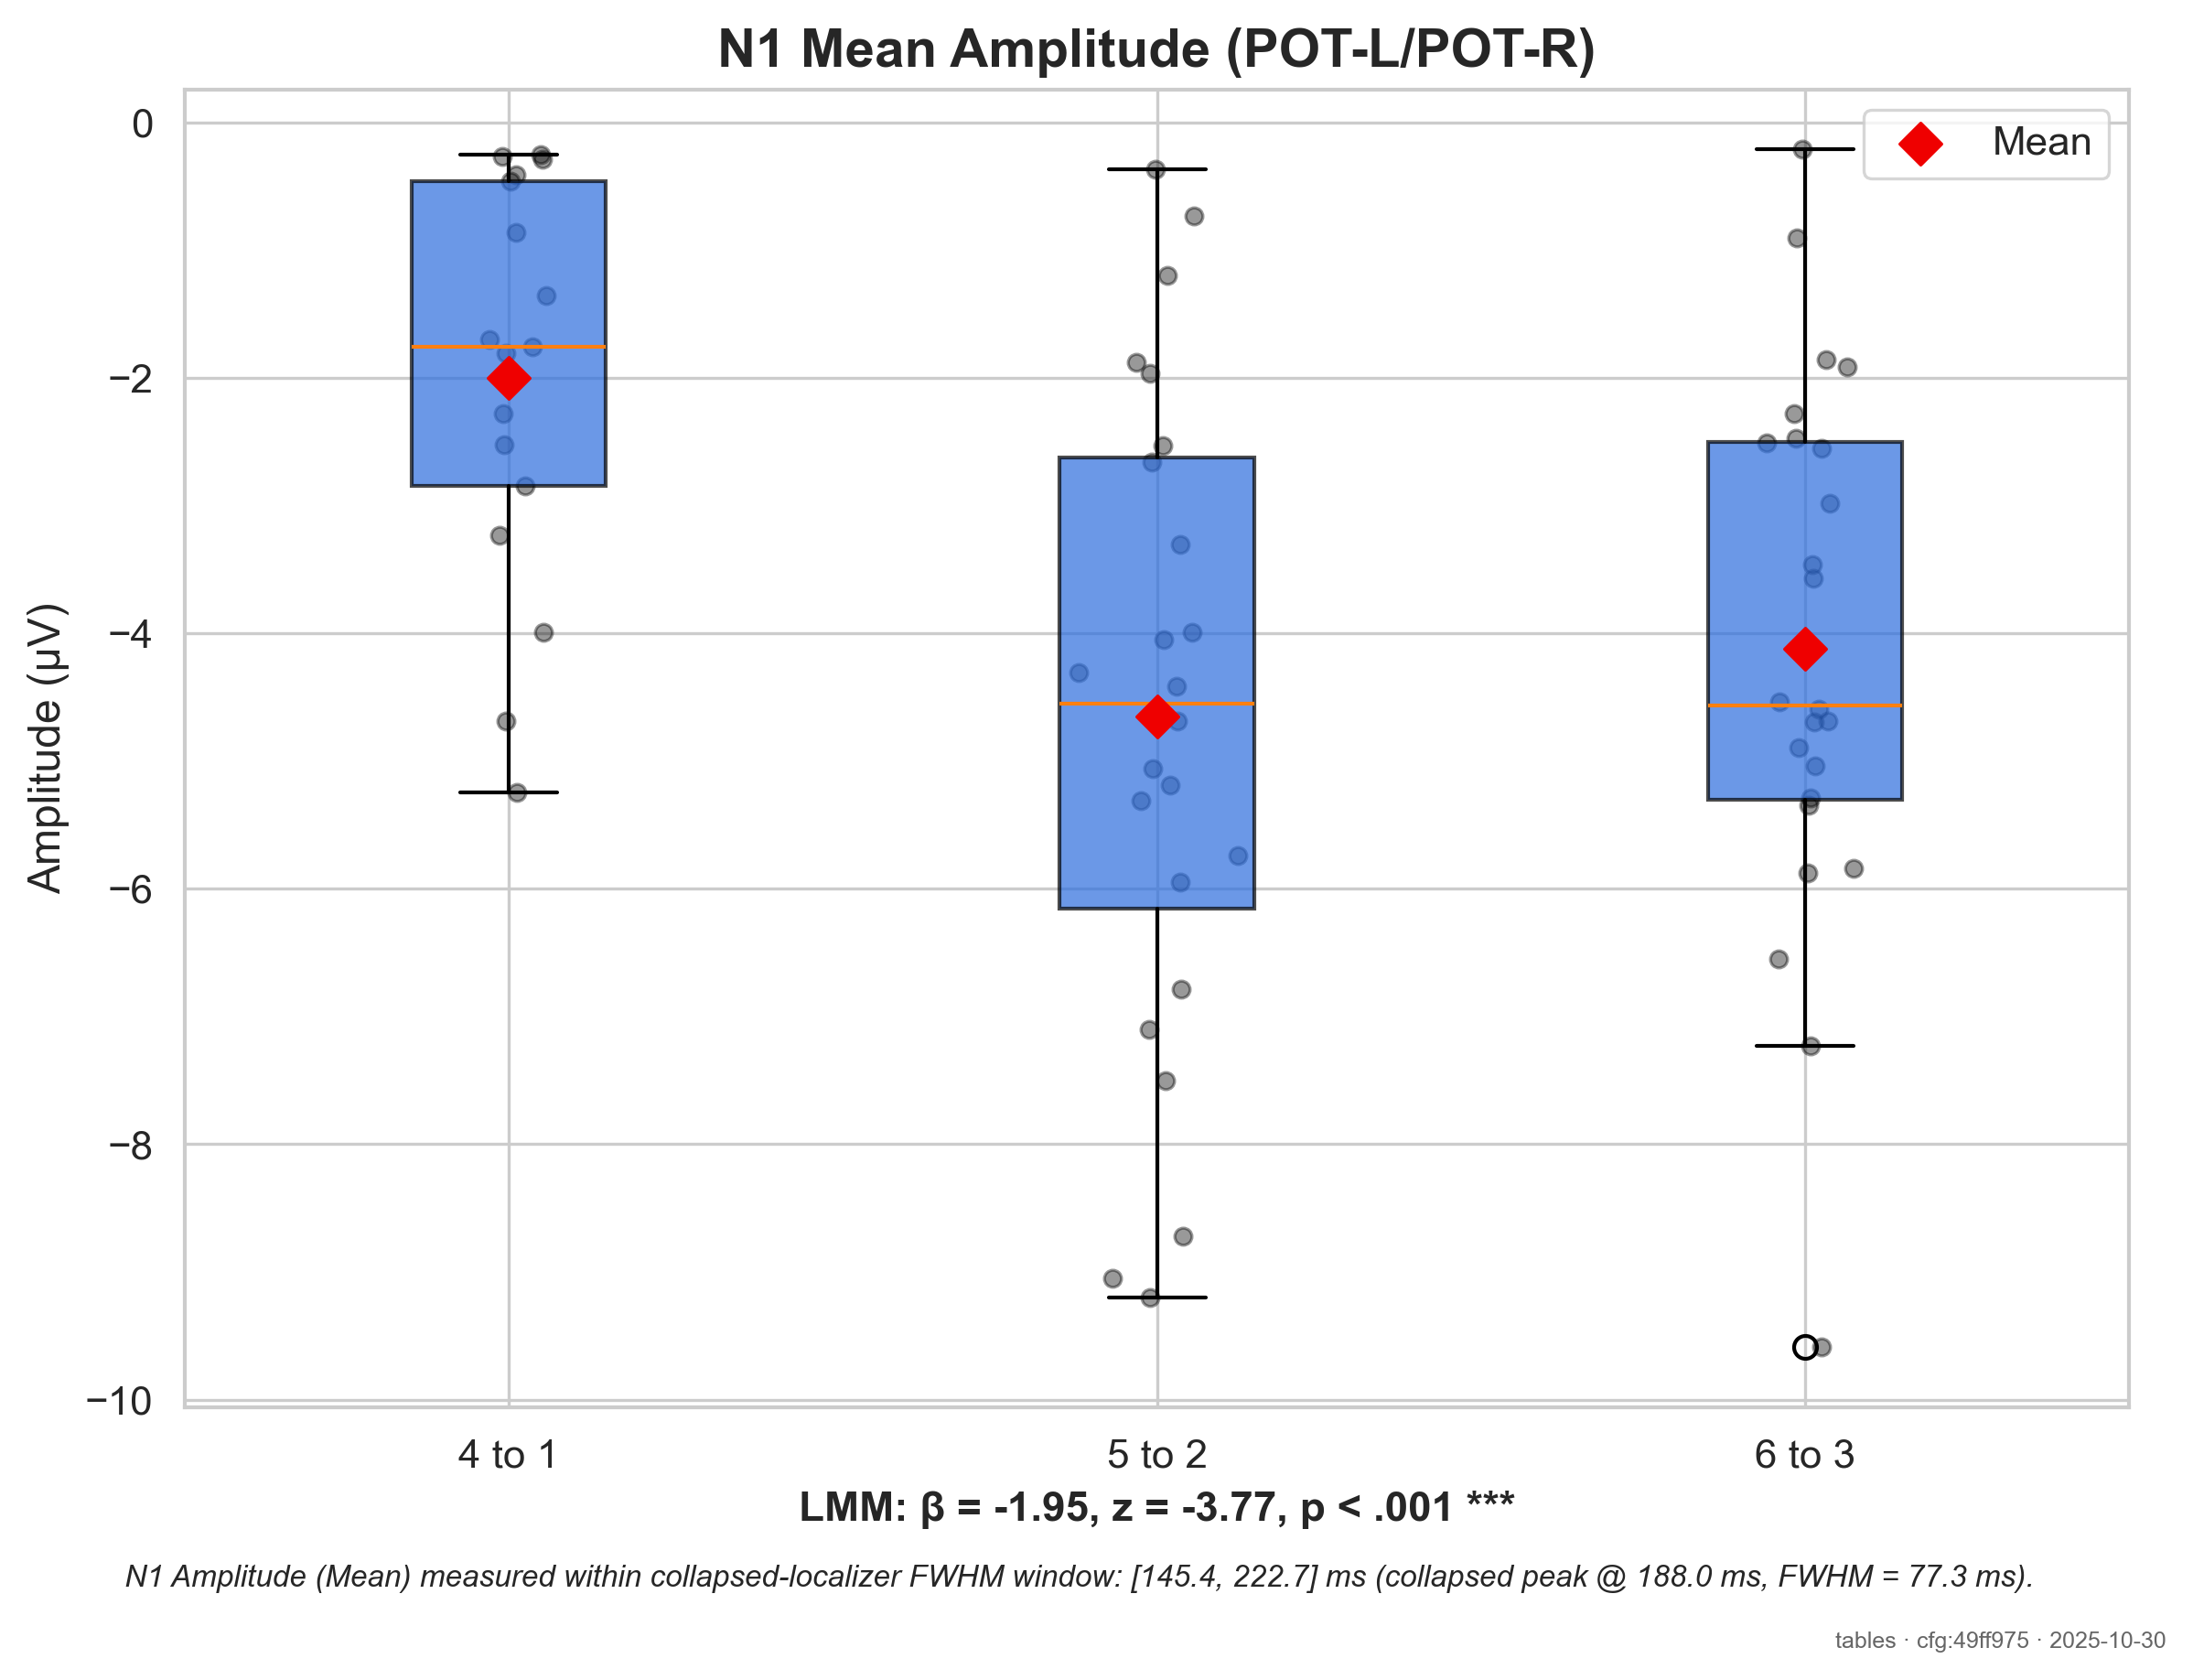 N1 Mean Amplitude (POT-L/POT-R)
Mean
Amplitude (µV)
0
−2
−4
−6
−8
−10
4 to 1
5 to 2
6 to 3
LMM: β = -1.95, z = -3.77, p < .001 ***
N1 Amplitude (Mean) measured within collapsed-localizer FWHM window: [145.4, 222.7] ms (collapsed peak @ 188.0 ms, FWHM = 77.3 ms).
tables · cfg:49ff975 · 2025-10-30